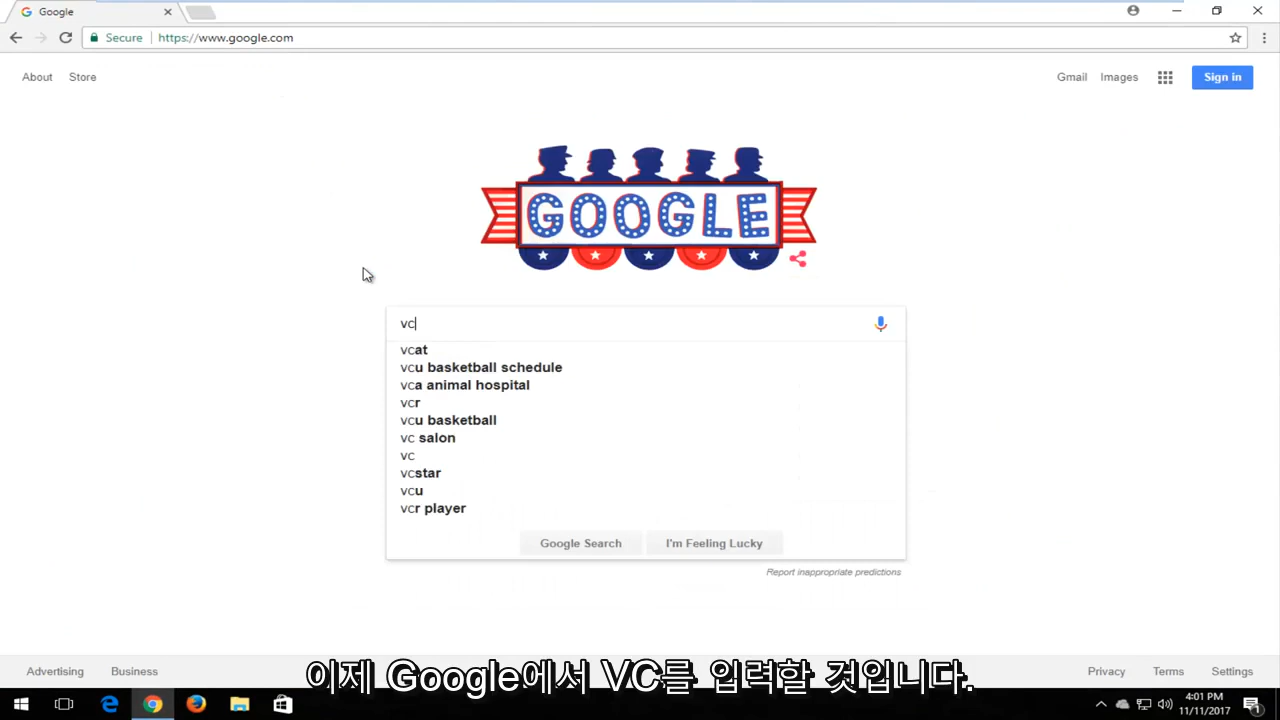 Google
Secure https://www.google.com
About Store Gmail Images Sign in
GOOGLE
vc
vcat
vcu basketball schedule
vca animal hospital
vcr
vcu basketball
vc salon
vc
vcstar
vcu
vcr player
Google Search I'm Feeling Lucky
Report inappropriate predictions
Advertising Business Privacy Terms Settings
이제 Google에서 VC를 입력할 것입니다.
4:01 PM
11/11/2017
1